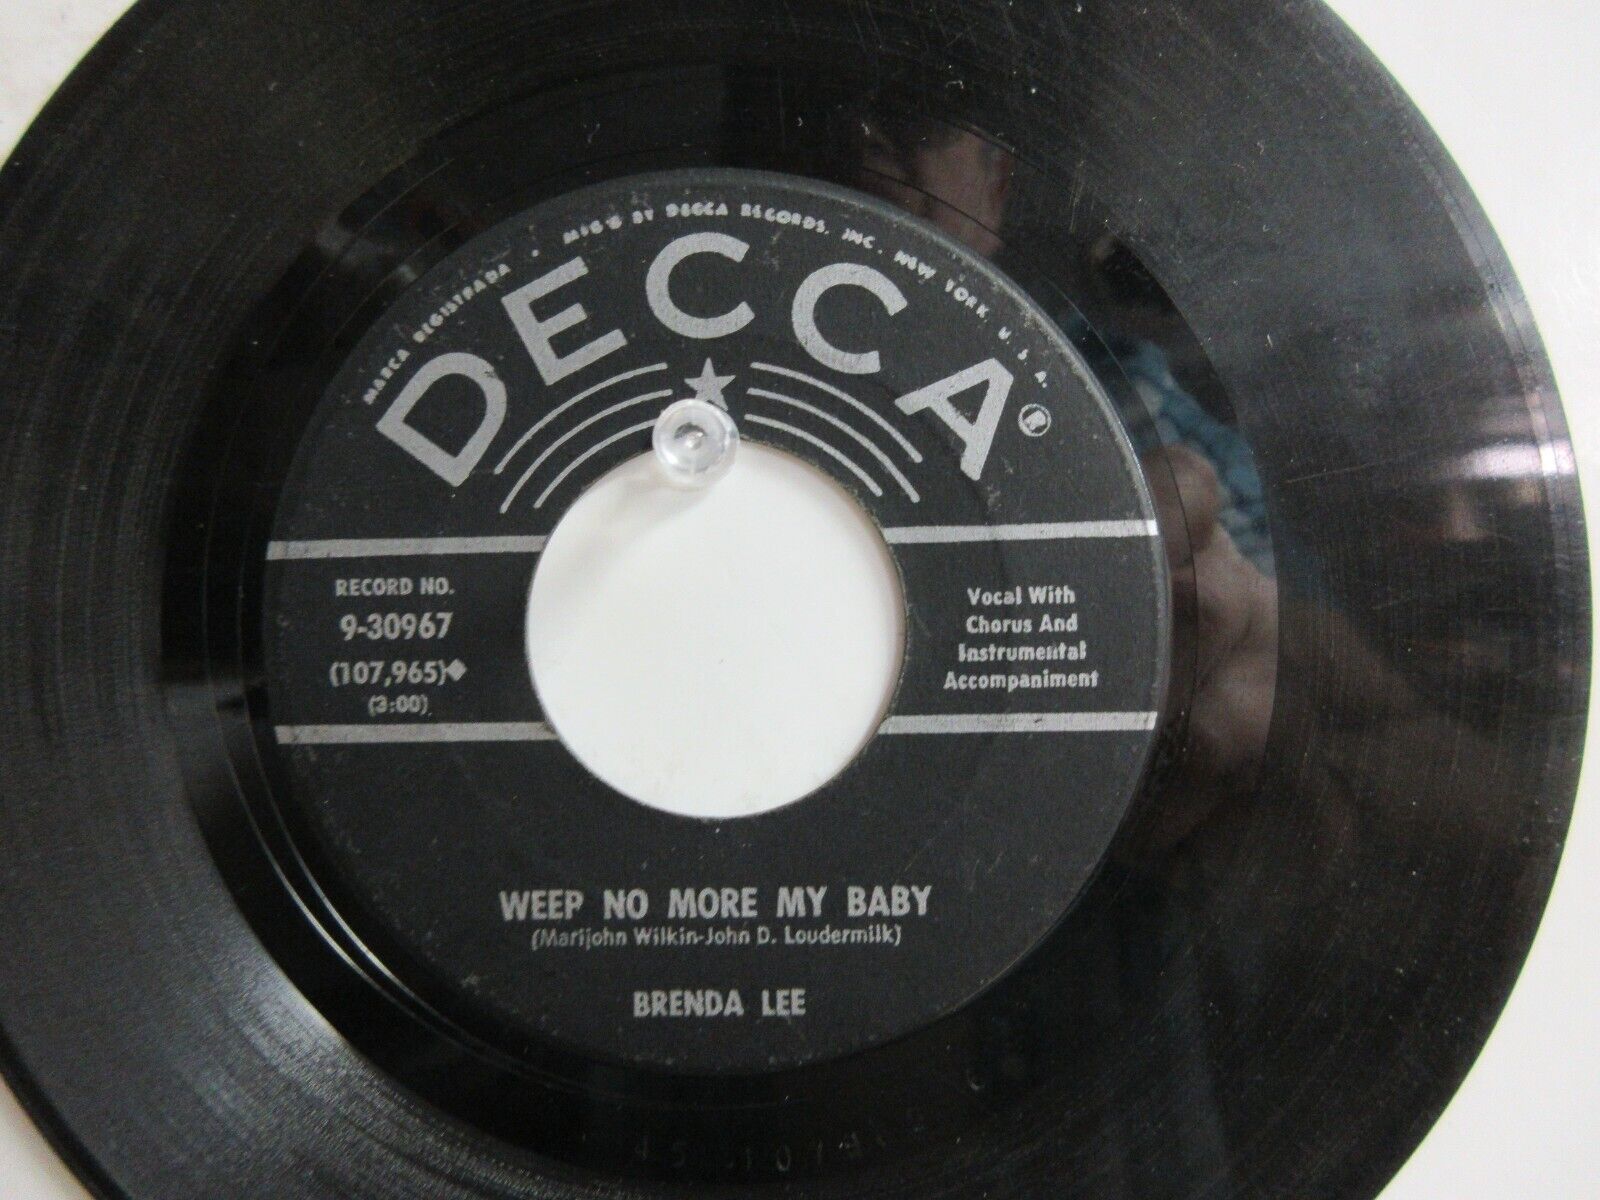 MARCA REGISTRADA . MFG'D BY DECCA RECORDS, INC., NEW YORK, U.S.A.
DECCA®
RECORD NO.
9-30967
(107,965)◆
(3:00)
Vocal With
Chorus And
Instrumental
Accompaniment
WEEP NO MORE MY BABY
(Marijohn Wilkin-John D. Loudermilk)
BRENDA LEE